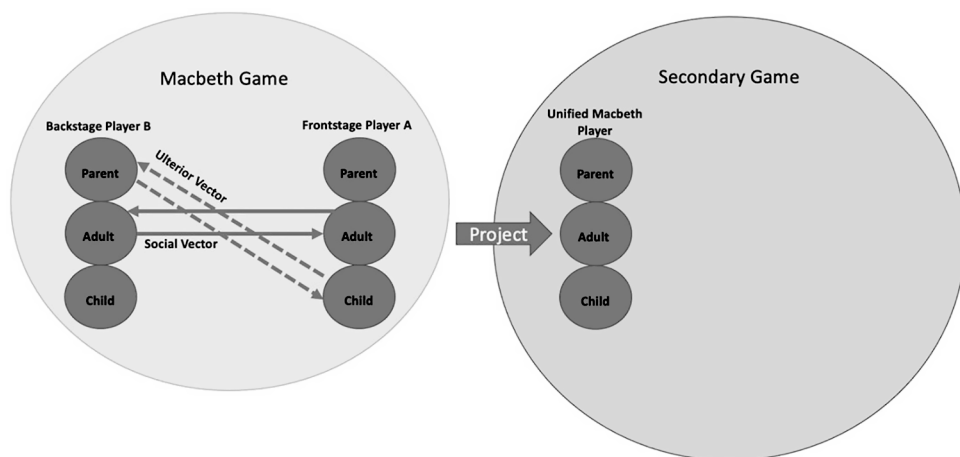 Macbeth Game
Backstage Player B
Frontstage Player A
Parent
Adult
Child
Ulterior Vector
Social Vector
Parent
Adult
Child
Project
Secondary Game
Unified Macbeth
Player
Parent
Adult
Child